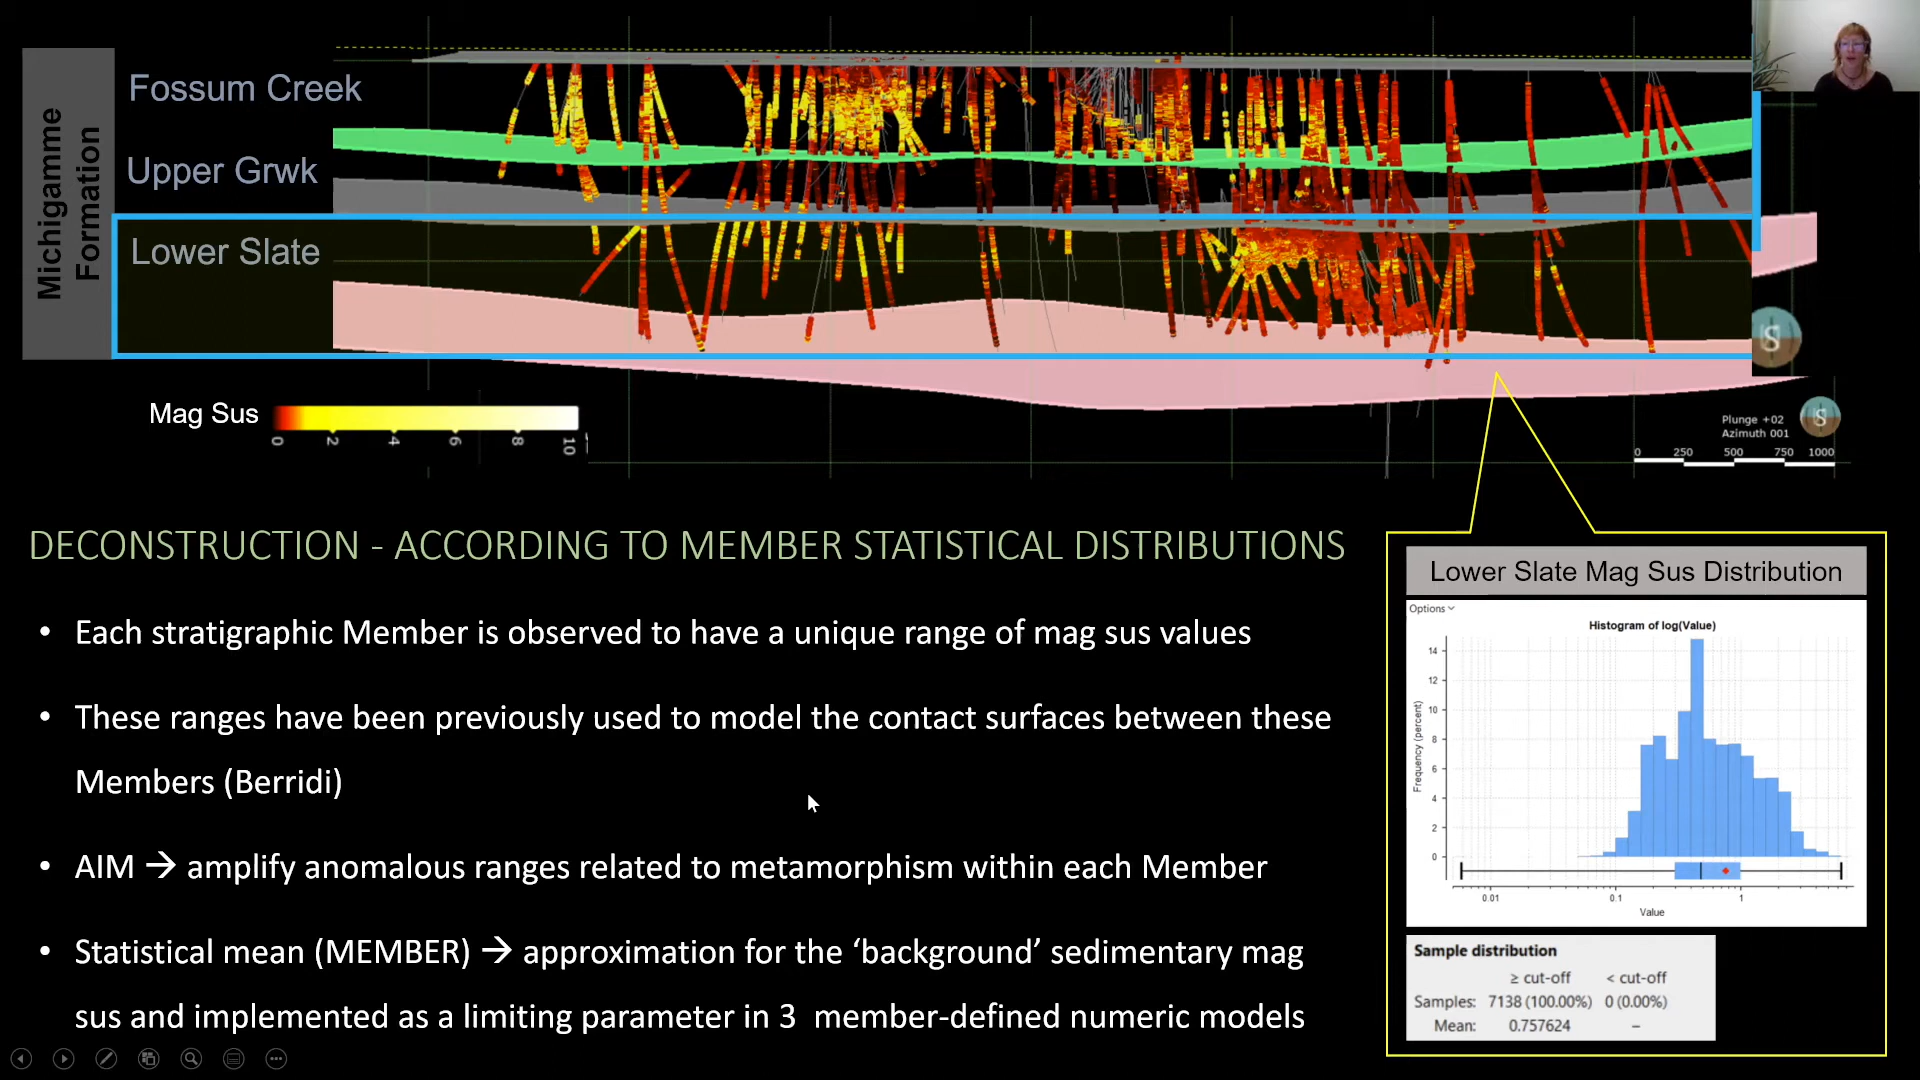 Michigamme
Formation
Fossum Creek
Upper Grwk
Lower Slate
S
Mag Sus
0 2 4 6 8 10
Plunge +02
Azimuth 001
S
0 250 500 750 1000
DECONSTRUCTION - ACCORDING TO MEMBER STATISTICAL DISTRIBUTIONS
• Each stratigraphic Member is observed to have a unique range of mag sus values
• These ranges have been previously used to model the contact surfaces between these
Members (Berridi)
• AIM → amplify anomalous ranges related to metamorphism within each Member
• Statistical mean (MEMBER) → approximation for the ‘background’ sedimentary mag
sus and implemented as a limiting parameter in 3 member-defined numeric models
Lower Slate Mag Sus Distribution
Options
Histogram of log(Value)
Frequency (percent)
14
12
10
8
6
4
2
0
0.01 0.1 1
Value
Sample distribution
≥ cut-off < cut-off
Samples: 7138 (100.00%) 0 (0.00%)
Mean: 0.757624 –